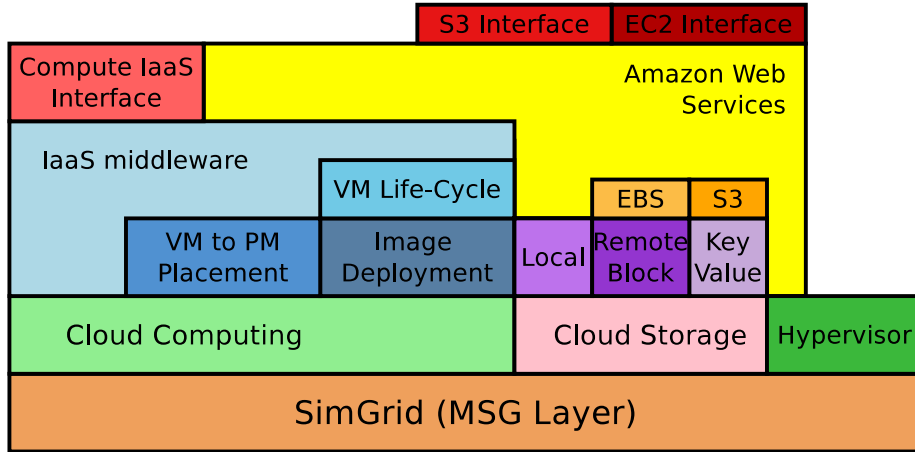 S3 Interface
EC2 Interface
Compute IaaS
Interface
Amazon Web
Services
IaaS middleware
VM Life-Cycle
EBS
S3
VM to PM
Placement
Image
Deployment
Local
Remote
Block
Key
Value
Cloud Computing
Cloud Storage
Hypervisor
SimGrid (MSG Layer)